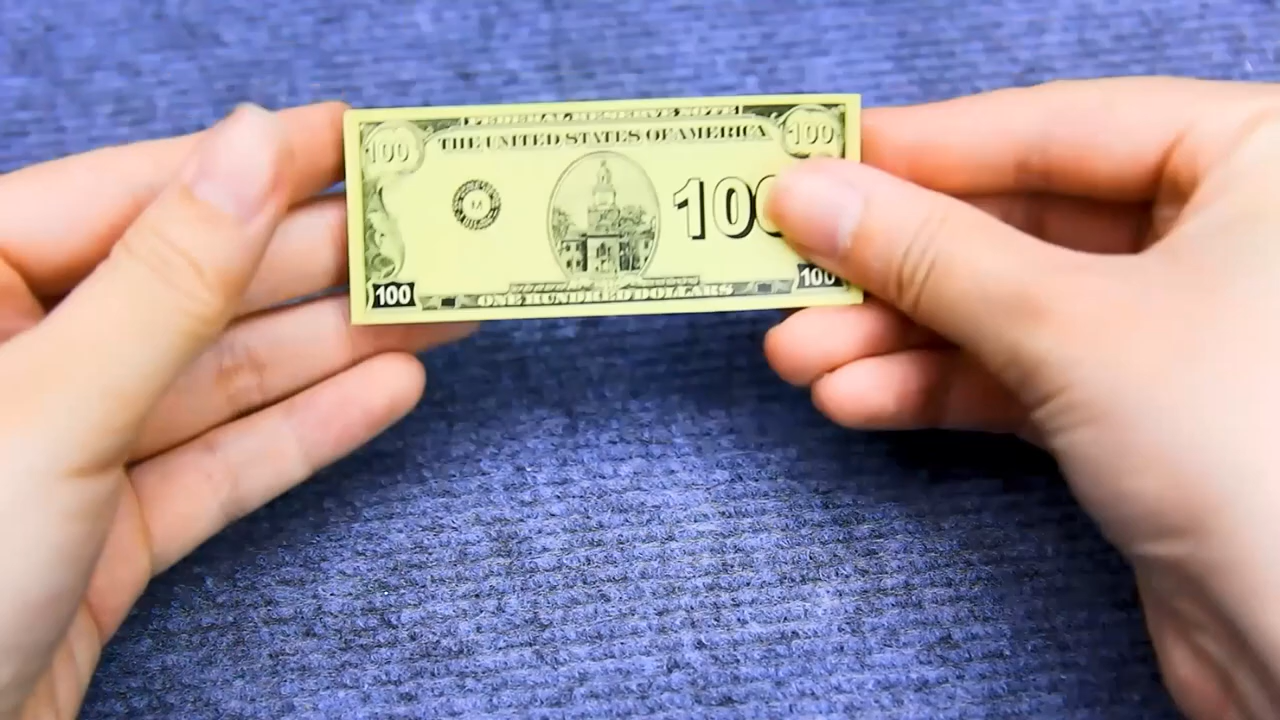 FEDERAL RESERVE NOTE
100 THE UNITED STATES OF AMERICA 100
M
100
100 ONE HUNDRED DOLLARS 100